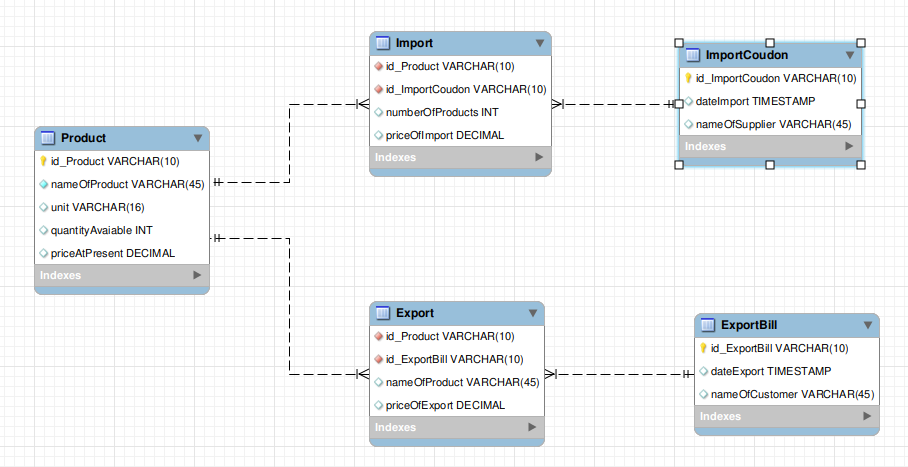 Import
id_Product VARCHAR(10)
id_ImportCoudon VARCHAR(10)
numberOfProducts INT
priceOfImport DECIMAL
Indexes
ImportCoudon
id_ImportCoudon VARCHAR(10)
dateImport TIMESTAMP
nameOfSupplier VARCHAR(45)
Indexes
Product
id_Product VARCHAR(10)
nameOfProduct VARCHAR(45)
unit VARCHAR(16)
quantityAvaiable INT
priceAtPresent DECIMAL
Indexes
Export
id_Product VARCHAR(10)
id_ExportBill VARCHAR(10)
nameOfProduct VARCHAR(45)
priceOfExport DECIMAL
Indexes
ExportBill
id_ExportBill VARCHAR(10)
dateExport TIMESTAMP
nameOfCustomer VARCHAR(45)
Indexes